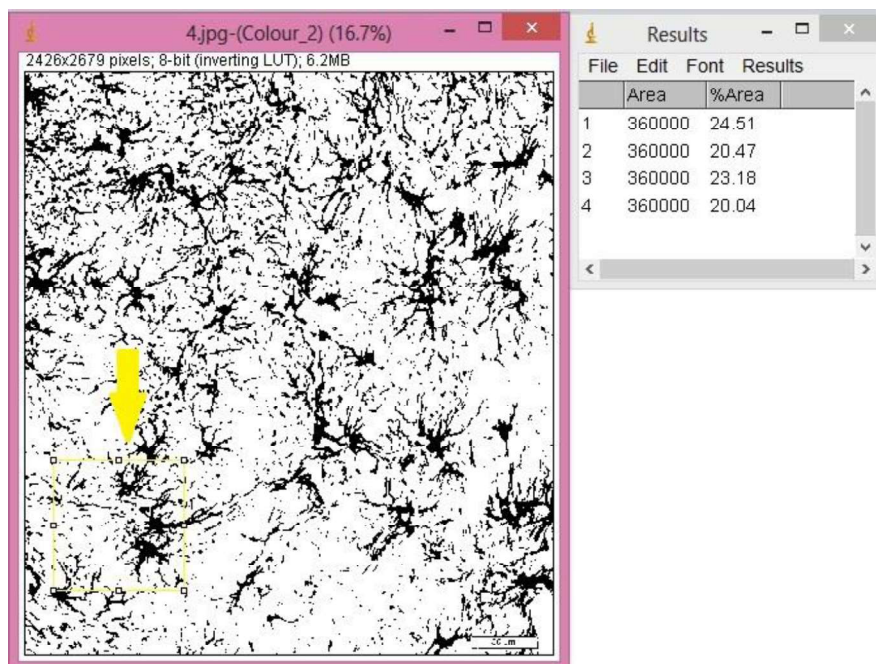 4.jpg-(Colour_2) (16.7%)
2426x2679 pixels; 8-bit (inverting LUT); 6.2MB
Results
File Edit Font Results
Area %Area
1 360000 24.51
2 360000 20.47
3 360000 23.18
4 360000 20.04